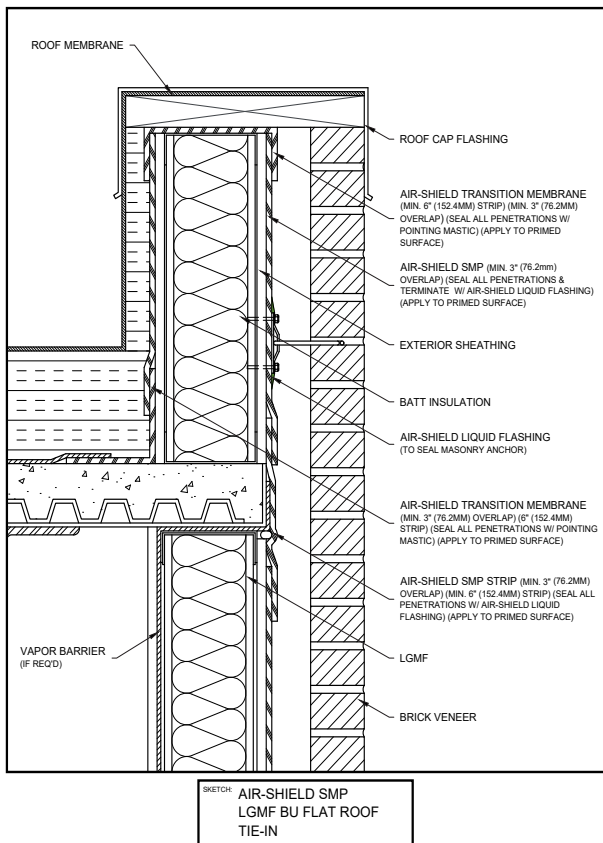 ROOF MEMBRANE
ROOF CAP FLASHING
AIR-SHIELD TRANSITION MEMBRANE
(MIN. 6" (152.4MM) STRIP) (MIN. 3" (76.2MM)
OVERLAP) (SEAL ALL PENETRATIONS W/
POINTING MASTIC) (APPLY TO PRIMED
SURFACE)
AIR-SHIELD SMP (MIN. 3" (76.2mm)
OVERLAP) (SEAL ALL PENETRATIONS &
TERMINATE W/ AIR-SHIELD LIQUID FLASHING)
(APPLY TO PRIMED SURFACE)
EXTERIOR SHEATHING
BATT INSULATION
AIR-SHIELD LIQUID FLASHING
(TO SEAL MASONRY ANCHOR)
AIR-SHIELD TRANSITION MEMBRANE
(MIN. 3" (76.2MM) OVERLAP) (6" (152.4MM)
STRIP) (SEAL ALL PENETRATIONS W/ POINTING
MASTIC) (APPLY TO PRIMED SURFACE)
AIR-SHIELD SMP STRIP (MIN. 3" (76.2MM)
OVERLAP) (MIN. 6" (152.4MM) STRIP) (SEAL ALL
PENETRATIONS W/ AIR-SHIELD LIQUID
FLASHING) (APPLY TO PRIMED SURFACE)
VAPOR BARRIER
(IF REQ'D)
LGMF
BRICK VENEER
SKETCH: AIR-SHIELD SMP
LGMF BU FLAT ROOF
TIE-IN